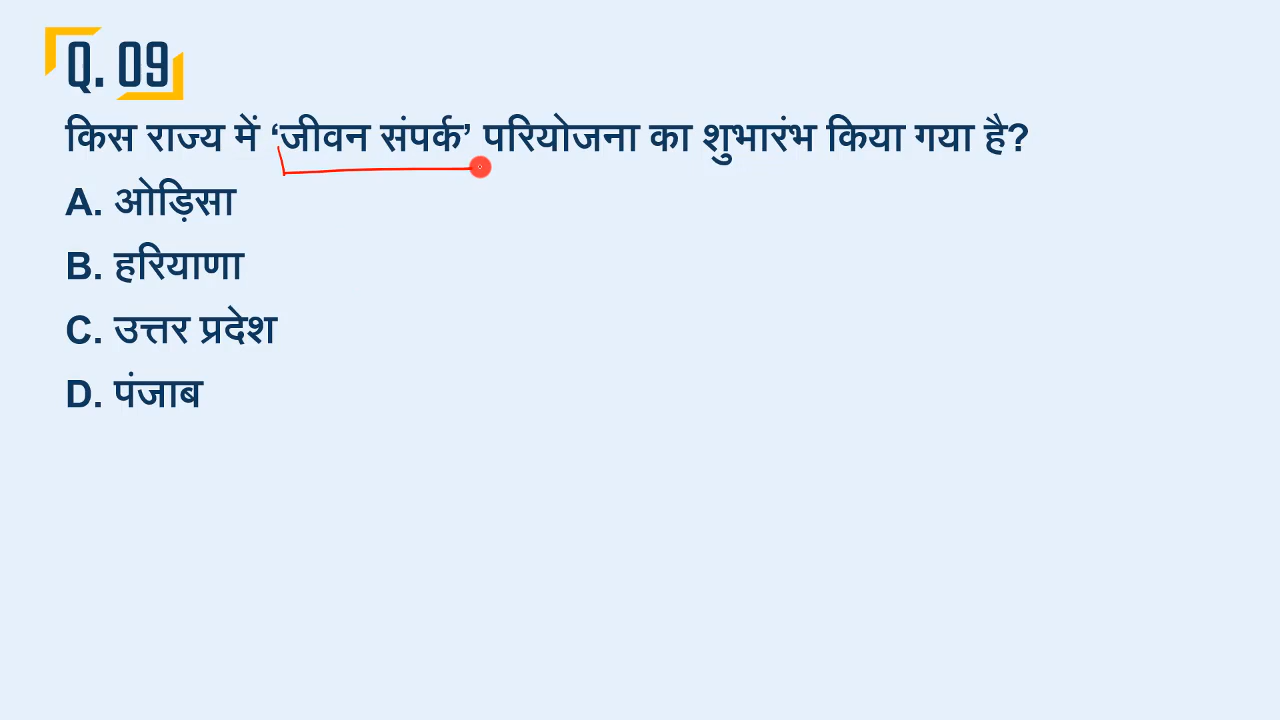 Q. 09
किस राज्य में ‘जीवन संपर्क’ परियोजना का शुभारंभ किया गया है?
A. ओड़िसा
B. हरियाणा
C. उत्तर प्रदेश
D. पंजाब